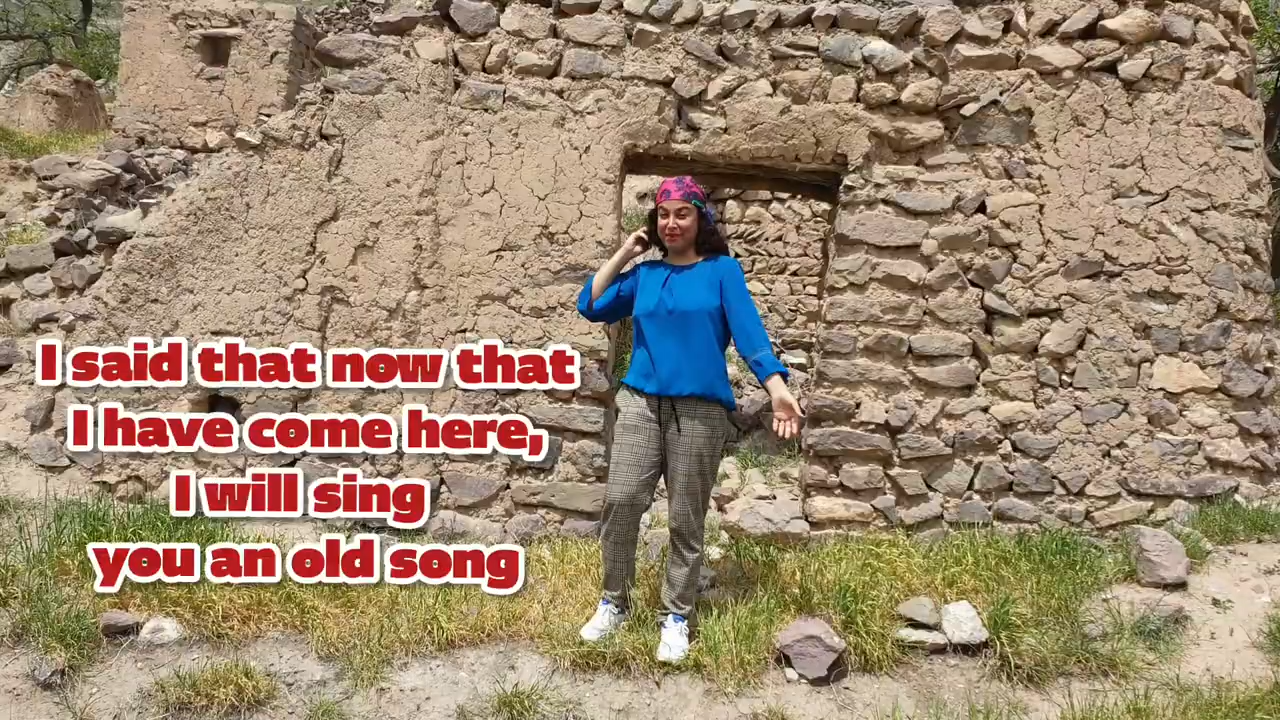 I said that now that
I have come here,
I will sing
you an old song